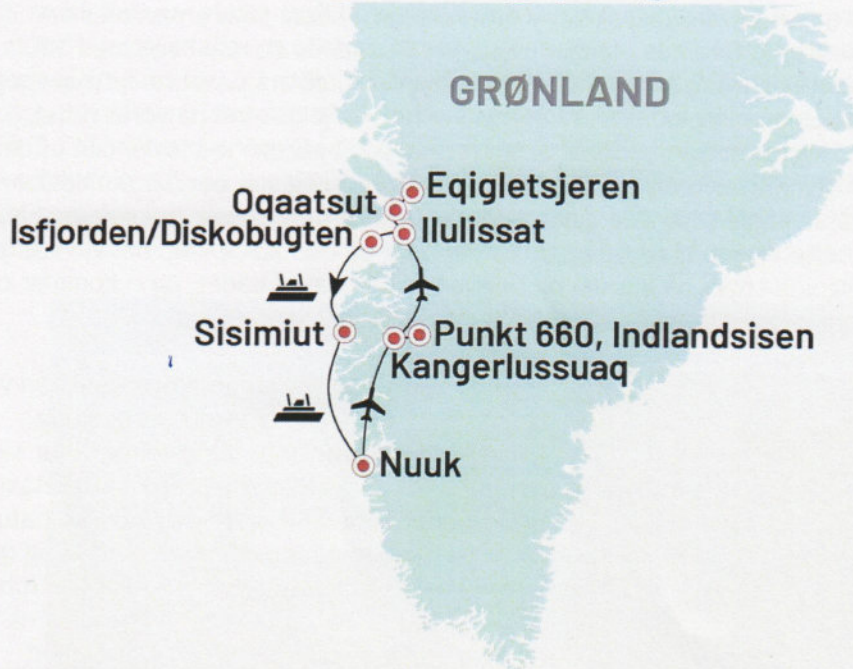 GRØNLAND
Eqigletsjeren
Oqaatsut
Isfjorden/Diskobugten
Ilulissat
Sisimiut
Punkt 660, Indlandsisen
Kangerlussuaq
Nuuk